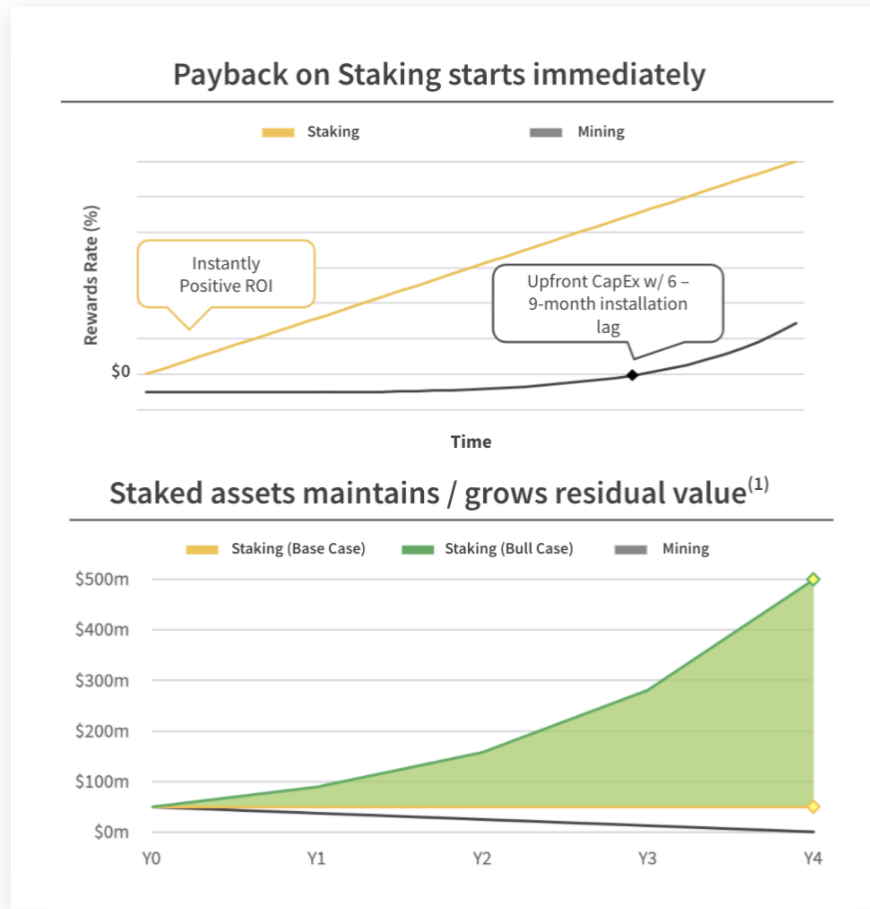 Payback on Staking starts immediately
Staking
Mining
Rewards Rate (%)
Instantly
Positive ROI
Upfront CapEx w/ 6 –
9-month installation
lag
$0
Time
Staked assets maintains / grows residual value(1)
Staking (Base Case)
Staking (Bull Case)
Mining
$500m
$400m
$300m
$200m
$100m
$0m
Y0
Y1
Y2
Y3
Y4